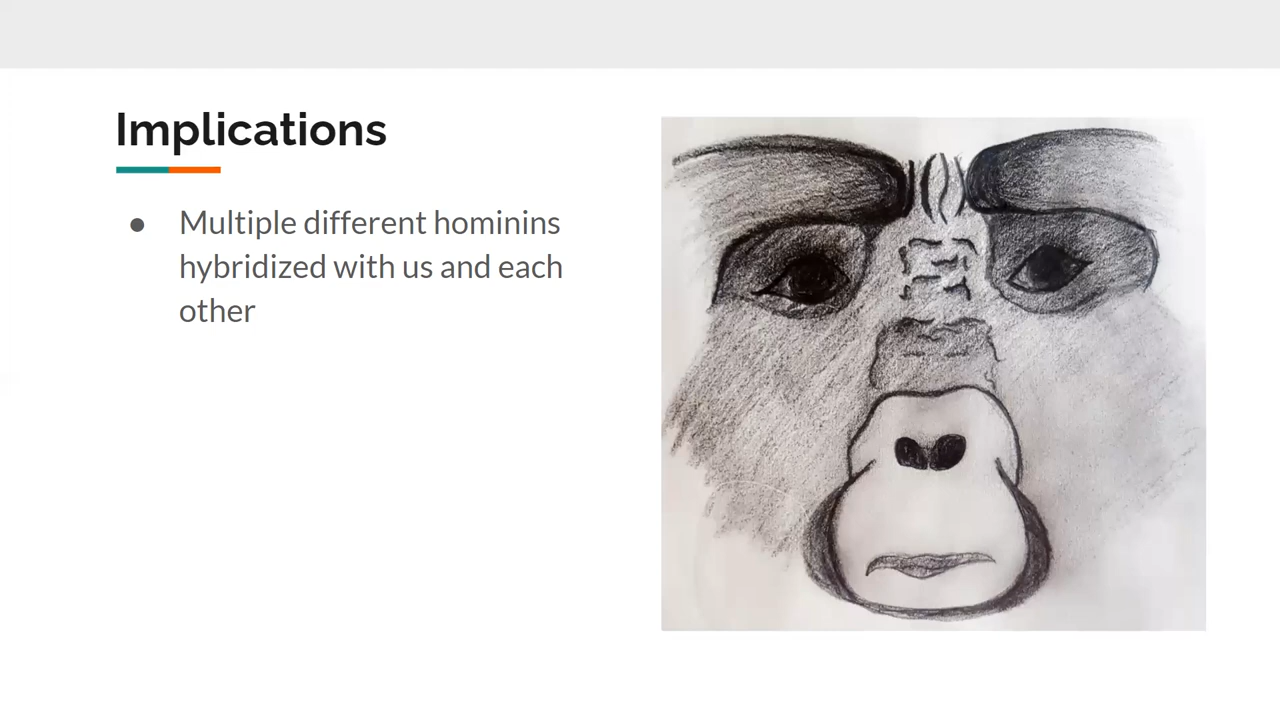 Implications
● Multiple different hominins
hybridized with us and each
other